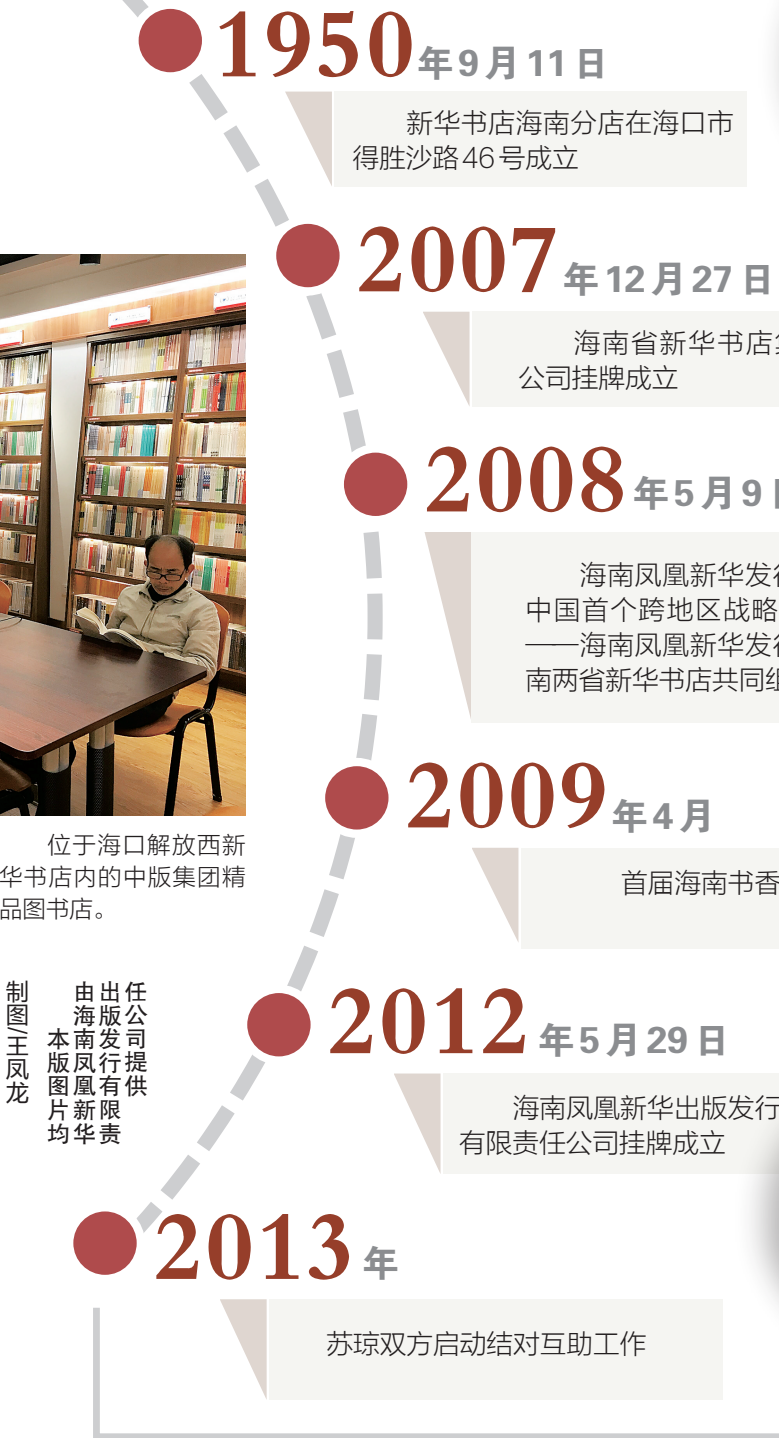 1950年9月11日
新华书店海南分店在海口市
得胜沙路46号成立
2007年12月27日
海南省新华书店
公司挂牌成立
2008年5月9
海南凤凰新华发
中国首个跨地区战略
——海南凤凰新华发
南两省新华书店共同
2009年4月
首届海南书香
2012年5月29日
海南凤凰新华出版发行
有限责任公司挂牌成立
2013年
苏琼双方启动结对互助工作
位于海口解放西新
华书店内的中版集团精
品图书店。
本版图片均
由海南凤凰新华
出版发行有限责
任公司提供
制图/王凤龙